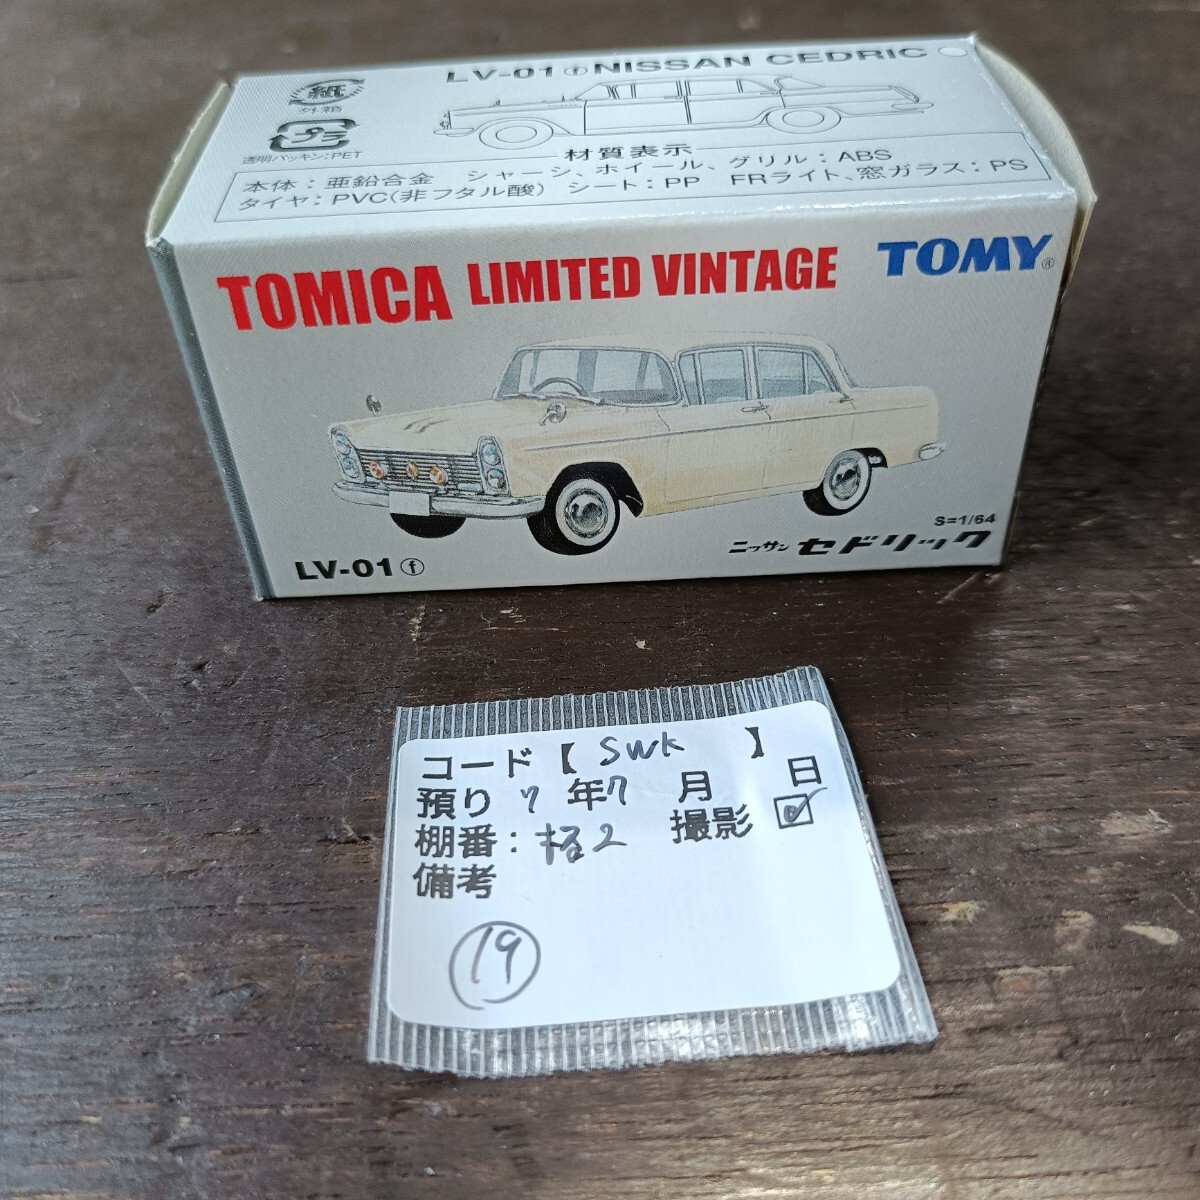 LV-01 ⓕ NISSAN CEDRIC
紙
外箱
プラ
透明パッキン:PET
材質表示
本体：亜鉛合金 シャーシ、ホイール、グリル：ABS
タイヤ：PVC(非フタル酸) シート：PP FRライト、窓ガラス：PS
TOMICA LIMITED VINTAGE TOMY®
S=1/64
LV-01 ⓕ ニッサン セドリック
コード【 SWK 】
預り 7 年 7 月 日
棚番： 2 撮影 ☑
備考
⑲